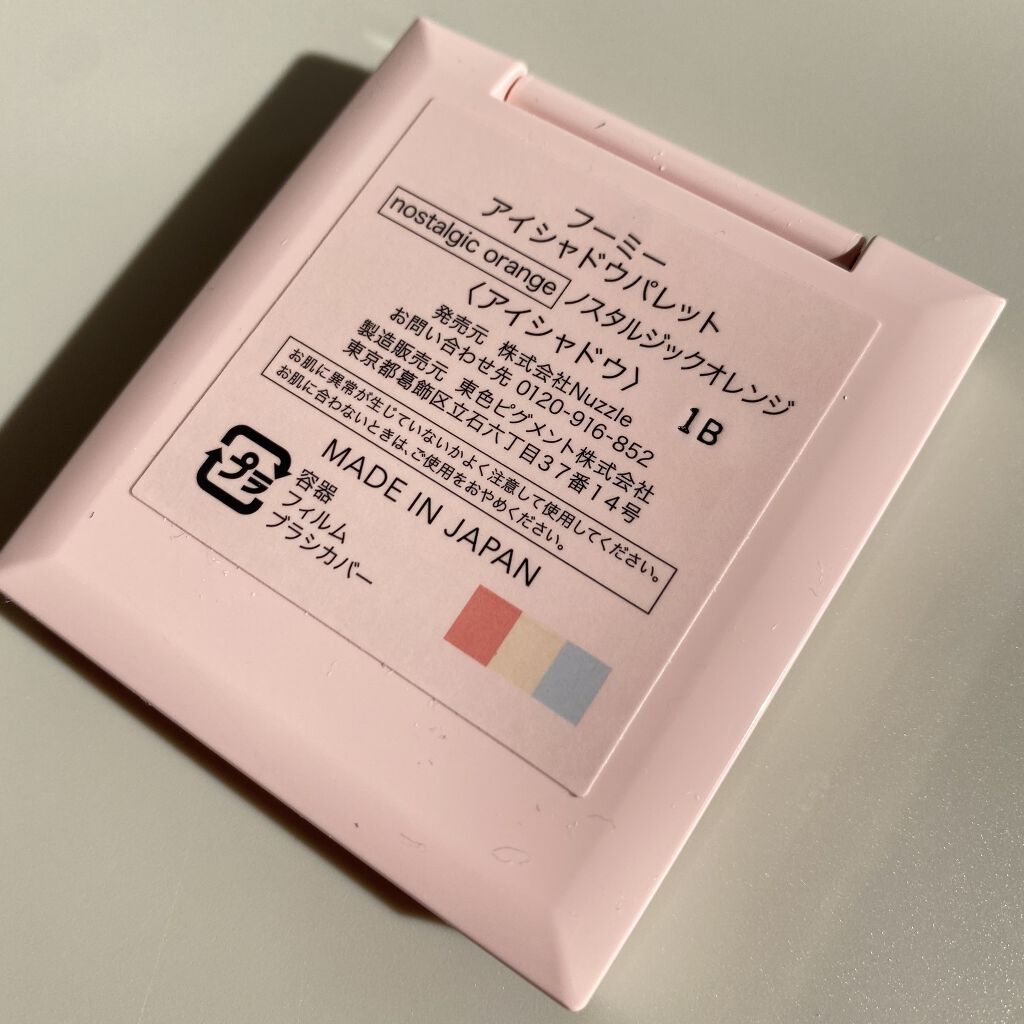 フーミー
アイシャドウパレット
nostalgic orange ノスタルジックオレンジ
〈アイシャドウ〉
発売元 株式会社Nuzzle
お問い合わせ先 0120-916-852
製造販売元 東色ピグメント株式会社
東京都葛飾区立石六丁目37番14号
1B
お肌に異常が生じていないかよく注意して使用してください。
お肌に合わないときは、ご使用をおやめください。
MADE IN JAPAN
プラ
容器
フィルム
ブラシカバー